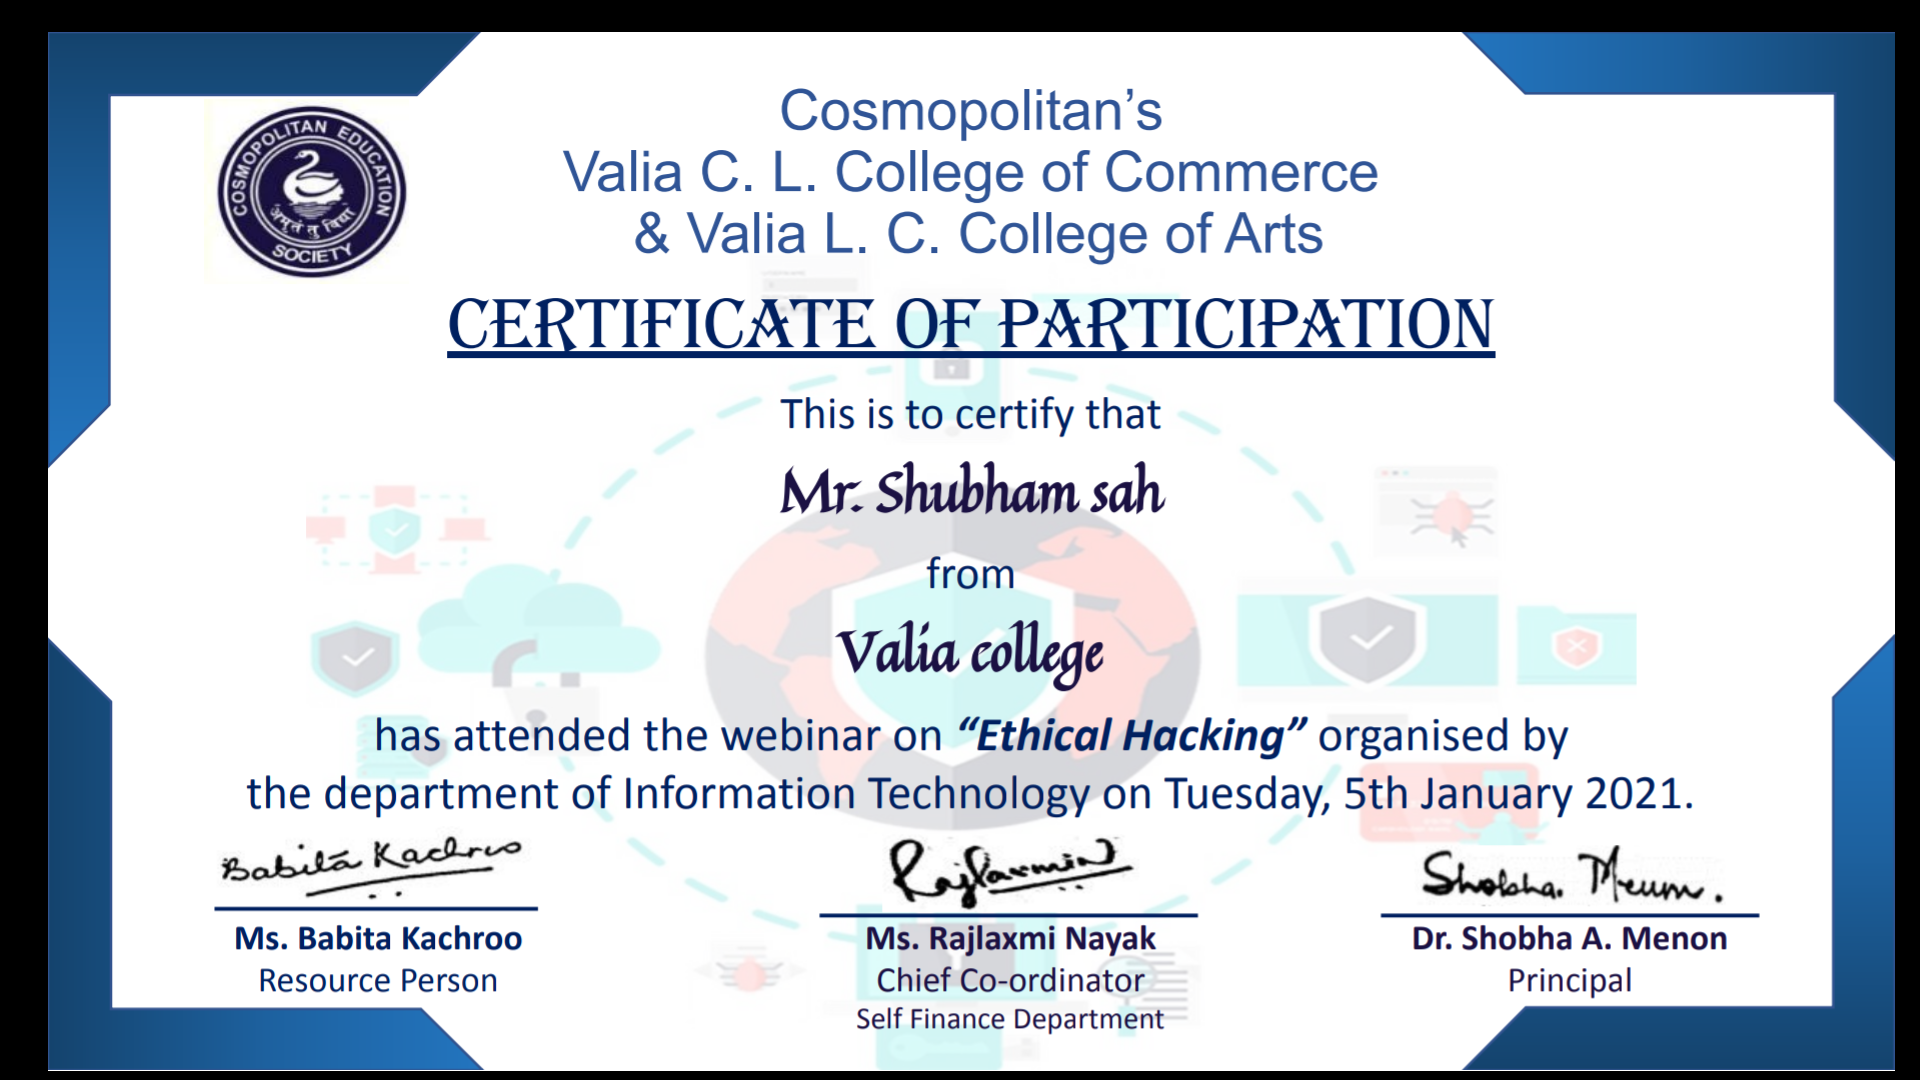 COSMOPOLITAN EDUCATION
अमृतं तु विद्या
SOCIETY
Cosmopolitan’s
Valia C. L. College of Commerce
& Valia L. C. College of Arts
CERTIFICATE OF PARTICIPATION
This is to certify that
Mr. Shubham sah
from
Valia college
has attended the webinar on “Ethical Hacking” organised by
the department of Information Technology on Tuesday, 5th January 2021.
Babita Kachroo
Rajlaxmi
Shobha. Menon.
Ms. Babita Kachroo
Ms. Rajlaxmi Nayak
Dr. Shobha A. Menon
Resource Person
Chief Co-ordinator
Principal
Self Finance Department